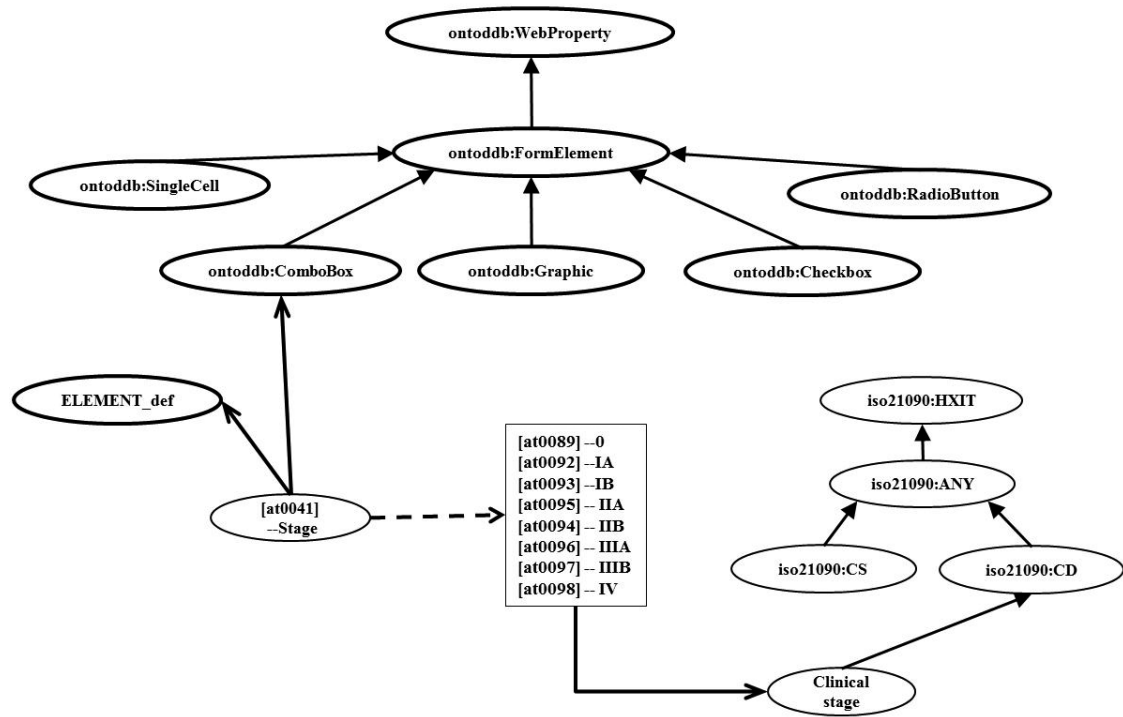 ontoddb:WebProperty
ontoddb:FormElement
ontoddb:SingleCell
ontoddb:RadioButton
ontoddb:ComboBox
ontoddb:Graphic
ontoddb:Checkbox
ELEMENT_def
iso21090:HXIT
[at0089] --0
[at0092] --IA
[at0093] --IB
[at0095] -- IIA
[at0094] -- IIB
[at0096] -- IIIA
[at0097] -- IIIB
[at0098] -- IV
iso21090:ANY
[at0041]
--Stage
iso21090:CS
iso21090:CD
Clinical
stage